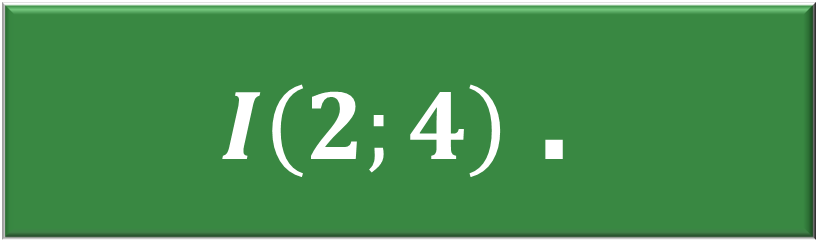 I(2; 4) .